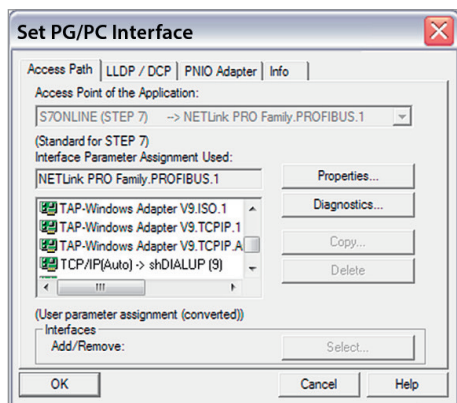 Set PG/PC Interface
Access Path LLDP / DCP PNIO Adapter Info
Access Point of the Application:
S7ONLINE (STEP 7) --> NETLink PRO Family.PROFIBUS.1
(Standard for STEP 7)
Interface Parameter Assignment Used:
NETLink PRO Family.PROFIBUS.1
Properties...
TAP-Windows Adapter V9.ISO.1
Diagnostics...
TAP-Windows Adapter V9.TCPIP.1
TAP-Windows Adapter V9.TCPIP.A
Copy...
TCP/IP(Auto) -> shDIALUP (9)
Delete
(User parameter assignment (converted))
Interfaces
Add/Remove:
Select...
OK Cancel Help